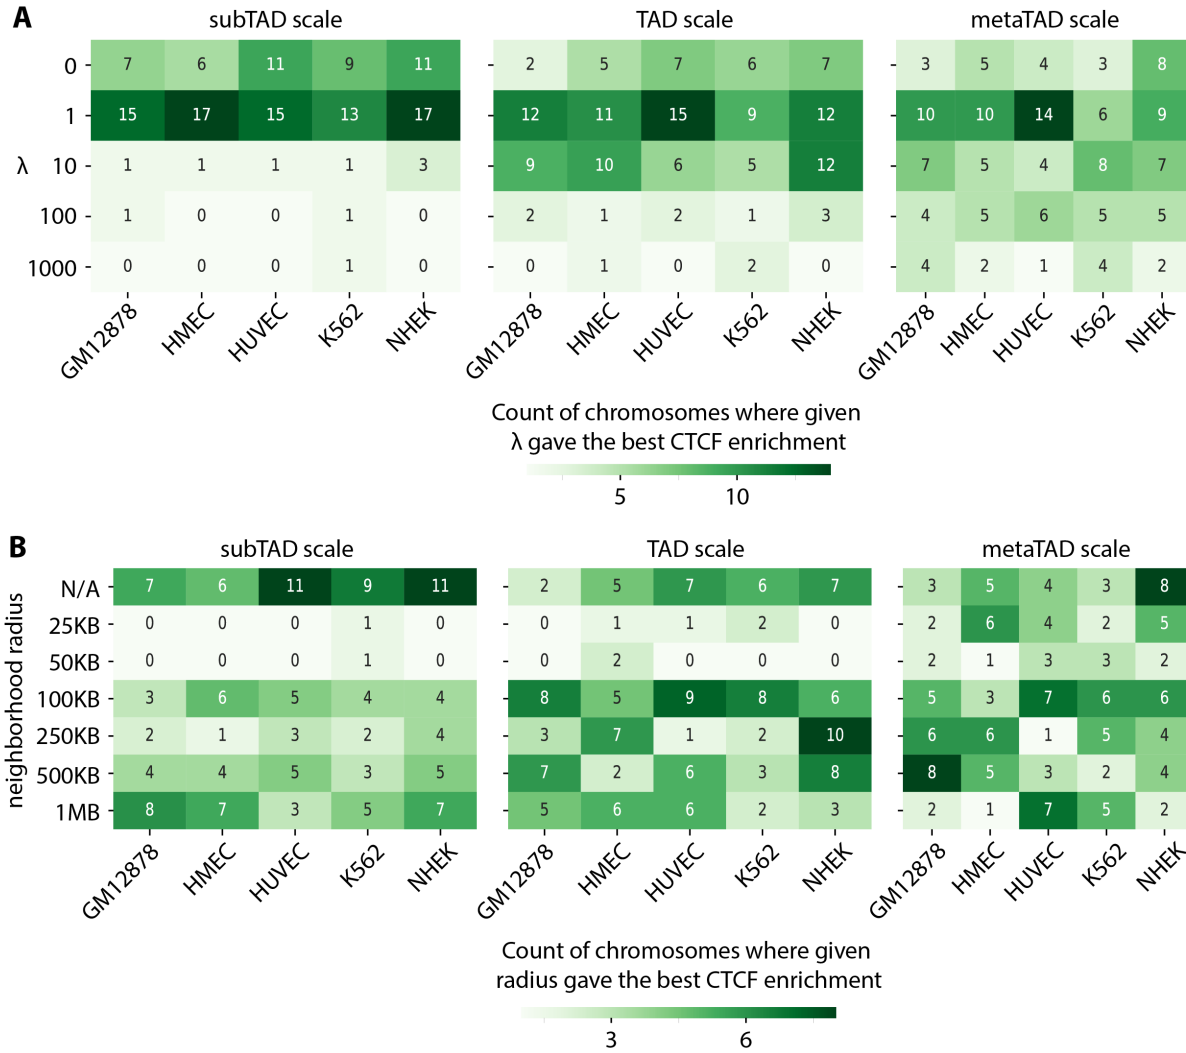 A
subTAD scale TAD scale metaTAD scale
0 7 6 11 9 11 2 5 7 6 7 3 5 4 3 8
1 15 17 15 13 17 12 11 15 9 12 10 10 14 6 9
λ 10 1 1 1 1 3 9 10 6 5 12 7 5 4 8 7
100 1 0 0 1 0 2 1 2 1 3 4 5 6 5 5
1000 0 0 0 1 0 0 1 0 2 0 4 2 1 4 2
GM12878 HMEC HUVEC K562 NHEK GM12878 HMEC HUVEC K562 NHEK GM12878 HMEC HUVEC K562 NHEK
Count of chromosomes where given
λ gave the best CTCF enrichment
5 10
B
subTAD scale TAD scale metaTAD scale
neighborhood radius
N/A 7 6 11 9 11 2 5 7 6 7 3 5 4 3 8
25KB 0 0 0 1 0 0 1 1 2 0 2 6 4 2 5
50KB 0 0 0 1 0 0 2 0 0 0 2 1 3 3 2
100KB 3 6 5 4 4 8 5 9 8 6 5 3 7 6 6
250KB 2 1 3 2 4 3 7 1 2 10 6 6 1 5 4
500KB 4 4 5 3 5 7 2 6 3 8 8 5 3 2 4
1MB 8 7 3 5 7 5 6 6 2 3 2 1 7 5 2
GM12878 HMEC HUVEC K562 NHEK GM12878 HMEC HUVEC K562 NHEK GM12878 HMEC HUVEC K562 NHEK
Count of chromosomes where given
radius gave the best CTCF enrichment
3 6